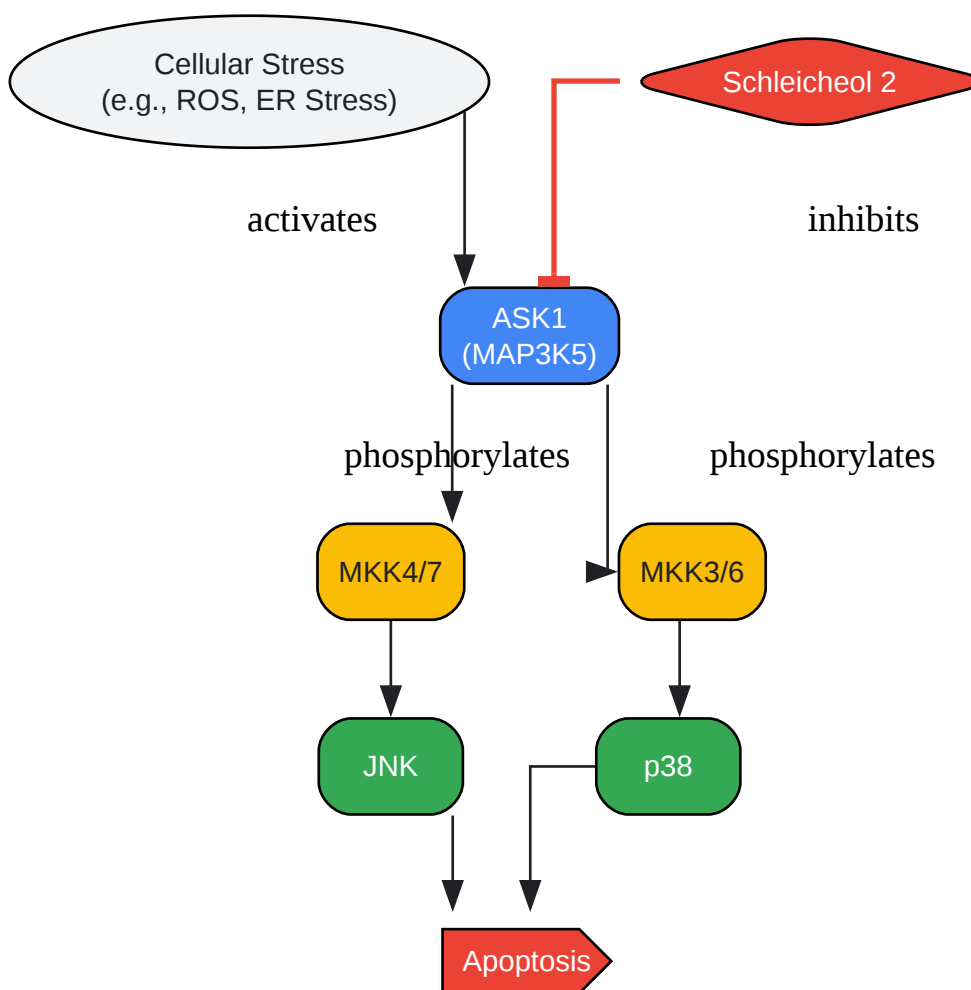 Cellular Stress
(e.g., ROS, ER Stress)
Schleicheol 2
activates
inhibits
ASK1
(MAP3K5)
phosphorylates
phosphorylates
MKK4/7
MKK3/6
JNK
p38
Apoptosis